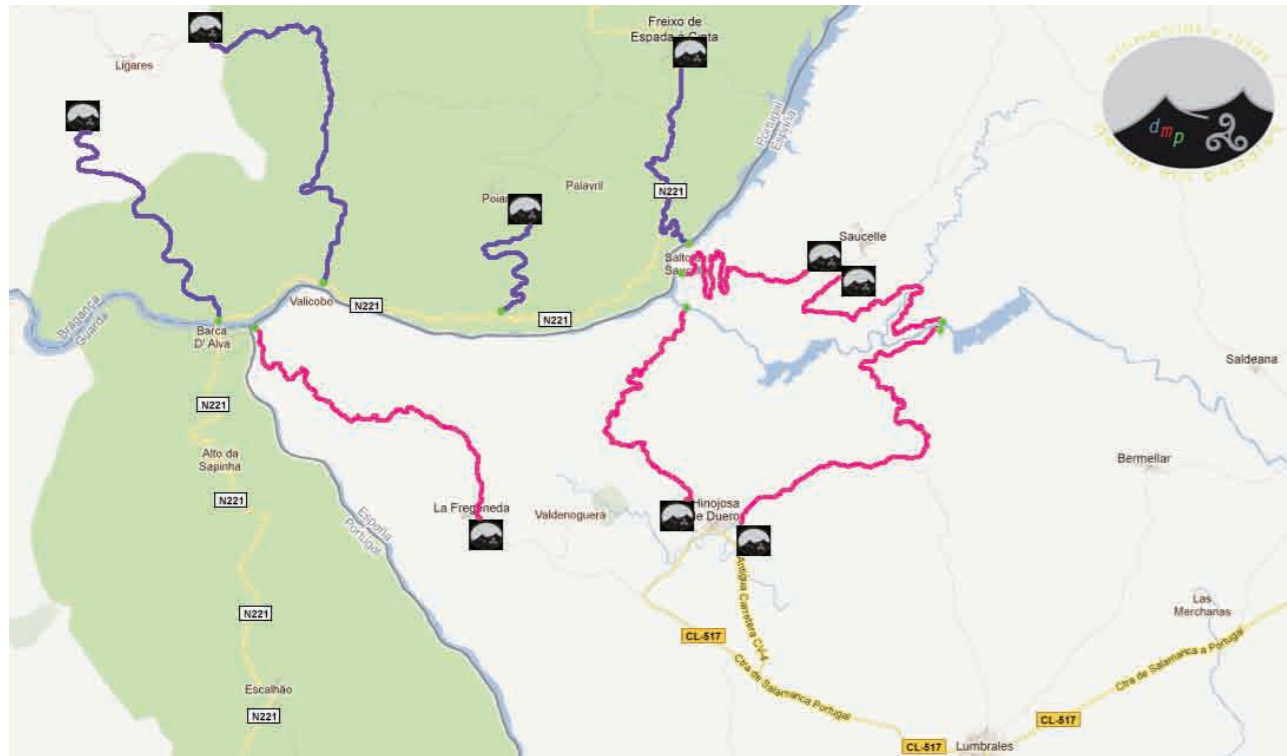 Freixo de
Espada à Cinta
Ligares
Portugal
España
dmp
Palavril
N221
Saucelle
Salto de
Saucelle
Valicobo
N221
N221
Bragança
Guarda
Barca
D' Alva
Saldeana
N221
Alto da
Sapinha
Bermellar
La Fregeneda
Valdenoguera
Hinojosa
de Duero
España
Portugal
Antigua Carretera CV-4
Las
Merchanas
N221
CL-517
Ctra de Salamanca Portugal
Ctra de Salamanca a Portugal
Escalhão
N221
CL-517
CL-517
Lumbrales